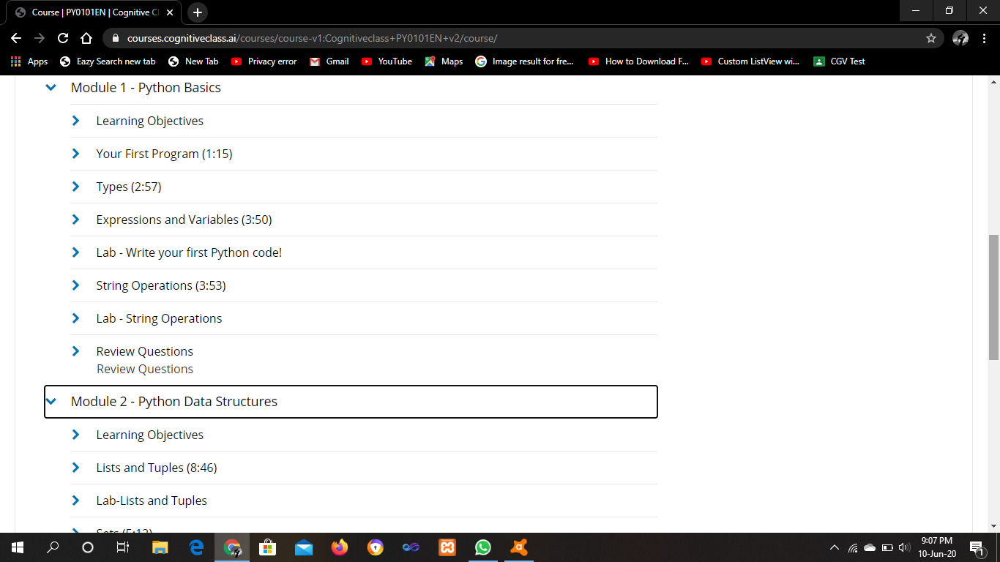 Course | PY0101EN | Cognitive Cl
courses.cognitiveclass.ai/courses/course-v1:Cognitiveclass+PY0101EN+v2/course/
Apps Eazy Search new tab New Tab Privacy error Gmail YouTube Maps Image result for fre... How to Download F... Custom ListView wi... CGV Test
Module 1 - Python Basics
Learning Objectives
Your First Program (1:15)
Types (2:57)
Expressions and Variables (3:50)
Lab - Write your first Python code!
String Operations (3:53)
Lab - String Operations
Review Questions
Review Questions
Module 2 - Python Data Structures
Learning Objectives
Lists and Tuples (8:46)
Lab-Lists and Tuples
Sets (5:12)
9:07 PM
10-Jun-20
1